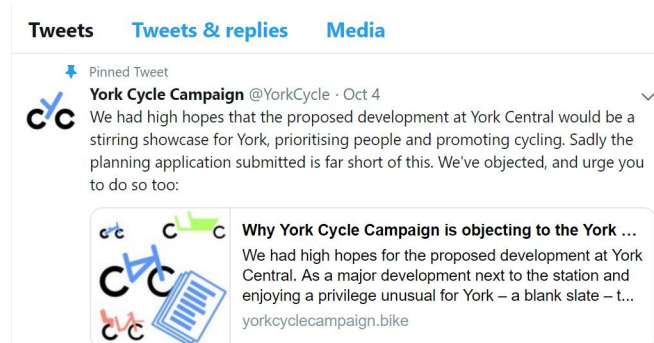 Tweets Tweets & replies Media
Pinned Tweet
York Cycle Campaign @YorkCycle · Oct 4
We had high hopes that the proposed development at York Central would be a
stirring showcase for York, prioritising people and promoting cycling. Sadly the
planning application submitted is far short of this. We've objected, and urge you
to do so too:
Why York Cycle Campaign is objecting to the York ...
We had high hopes for the proposed development at York
Central. As a major development next to the station and
enjoying a privilege unusual for York – a blank slate – t...
yorkcyclecampaign.bike